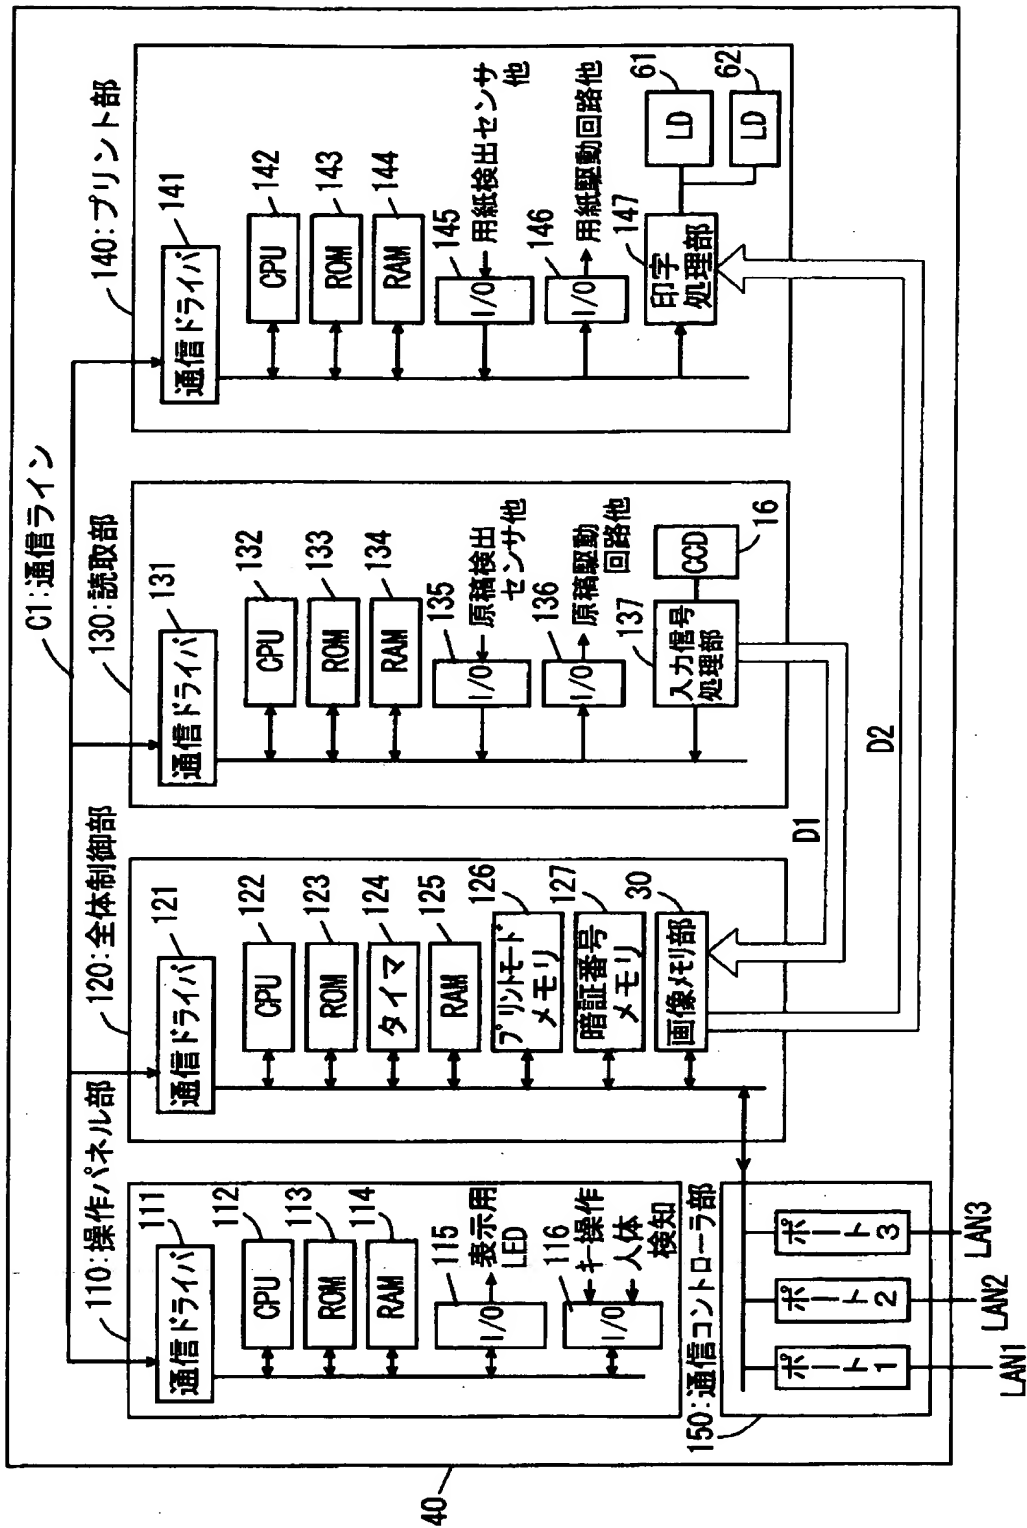 40
C1:通信ライン
110:操作パネル部
111
通信ドライバ
112
CPU
113
ROM
114
RAM
115
I/O
表示用
LED
116
I/O
キー操作
人体
検知
120:全体制御部
121
通信ドライバ
122
CPU
123
ROM
124
タイマ
125
RAM
126
プリントモード
メモリ
127
暗証番号
メモリ
30
画像メモリ部
130:読取部
131
通信ドライバ
132
CPU
133
ROM
134
RAM
135
I/O
原稿検出
センサ他
136
I/O
原稿駆動
回路他
137
入力信号
処理部
CCD
16
140:プリント部
141
通信ドライバ
142
CPU
143
ROM
144
RAM
145
I/O
用紙検出センサ
他
146
I/O
用紙駆動回路他
147
印字
処理部
LD
61
LD
62
D1
D2
150:通信コントローラ部
ポート1
ポート2
ポート3
LAN1
LAN2
LAN3